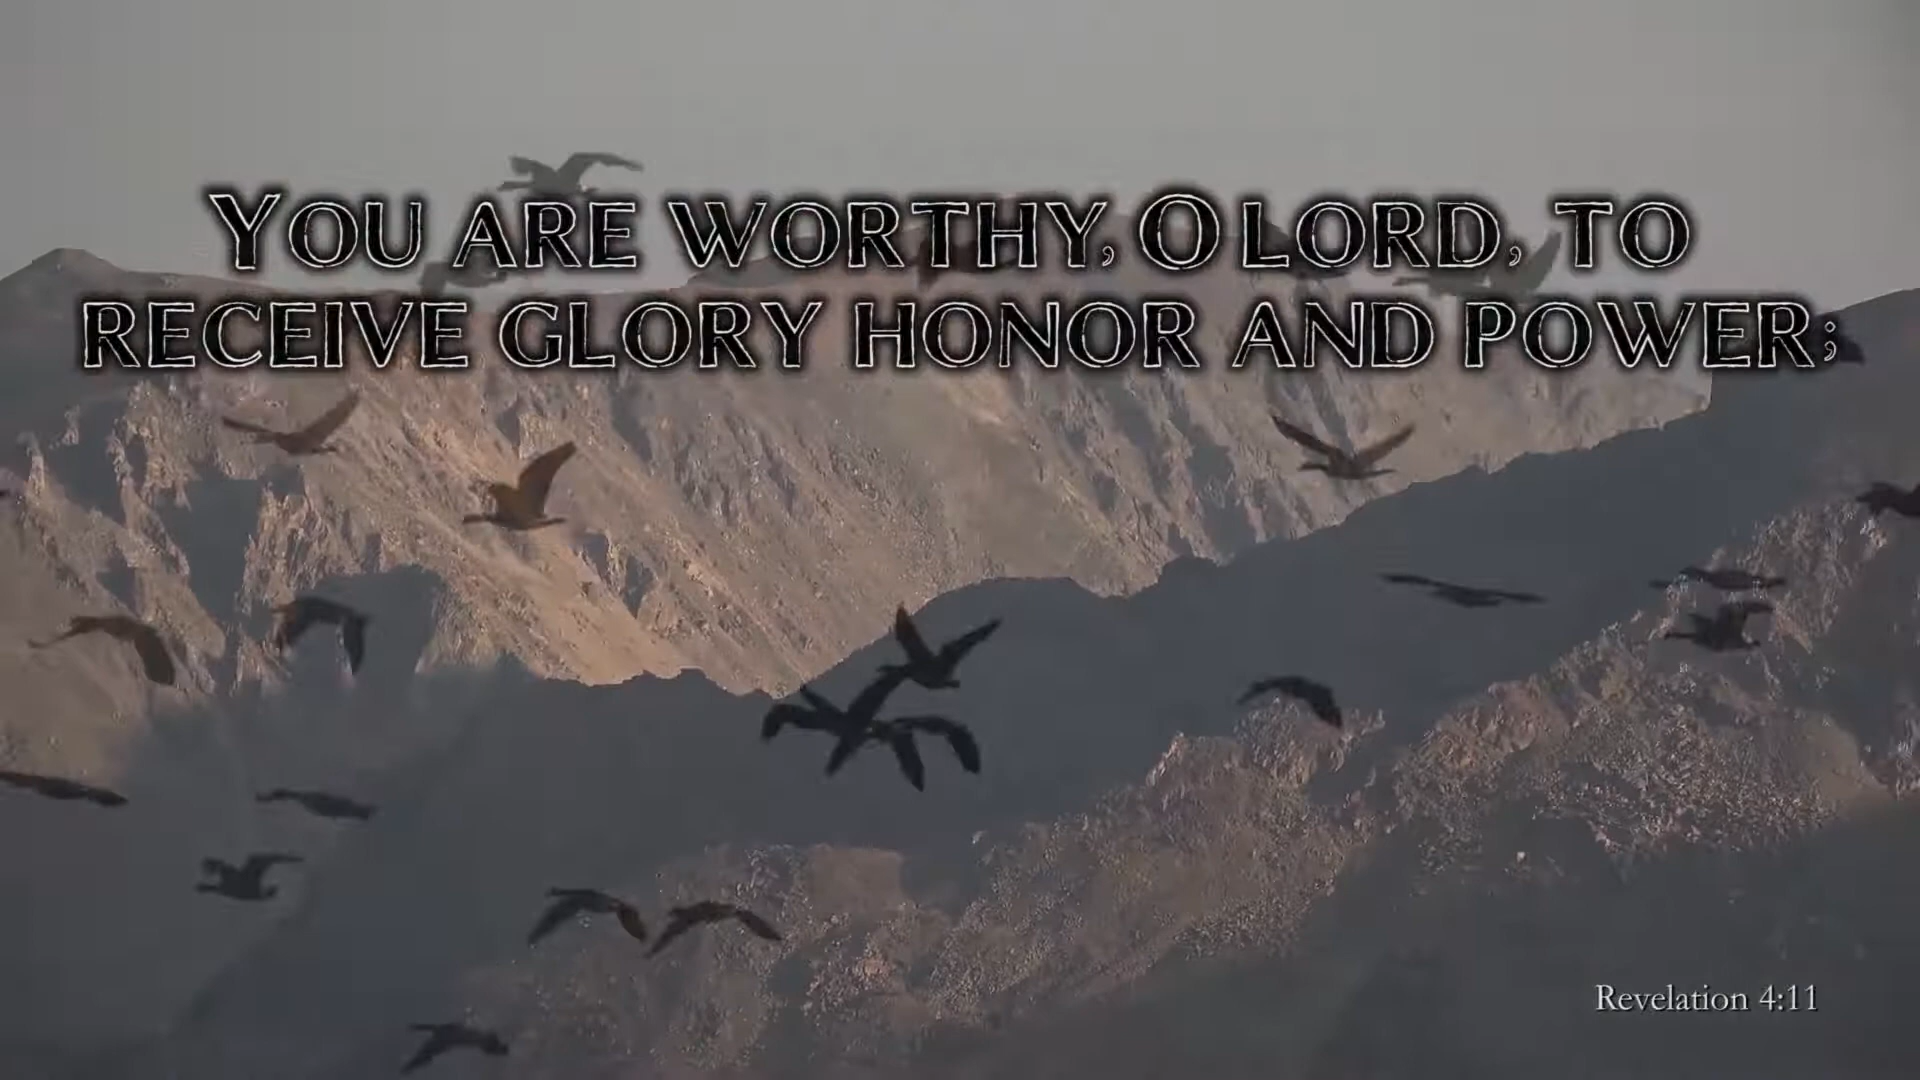 YOU ARE WORTHY, O LORD, TO
RECEIVE GLORY HONOR AND POWER;
Revelation 4:11